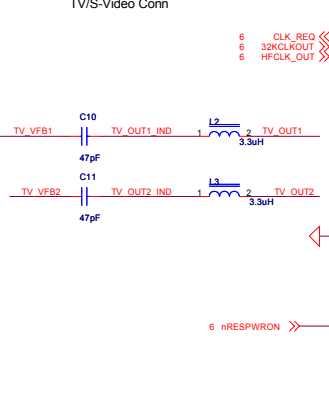 TV/S-Video Conn
6 CLK_REQ
6 32KCLKOUT
6 HFCLK_OUT
C10
L2
TV_VFB1 TV_OUT1_IND 1 2 TV_OUT1
3.3uH
47pF
C11
L3
TV_VFB2 TV_OUT2_IND 1 2 TV_OUT2
3.3uH
47pF
6 nRESPWRON